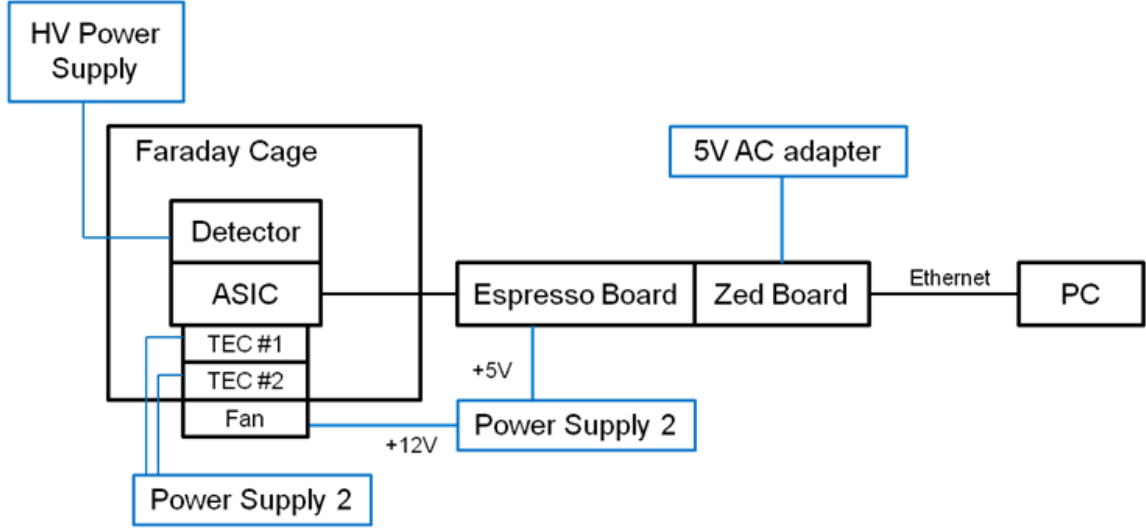 HV Power
Supply
Faraday Cage
5V AC adapter
Detector
ASIC
Espresso Board
Zed Board
Ethernet
PC
TEC #1
TEC #2
Fan
+5V
+12V
Power Supply 2
Power Supply 2